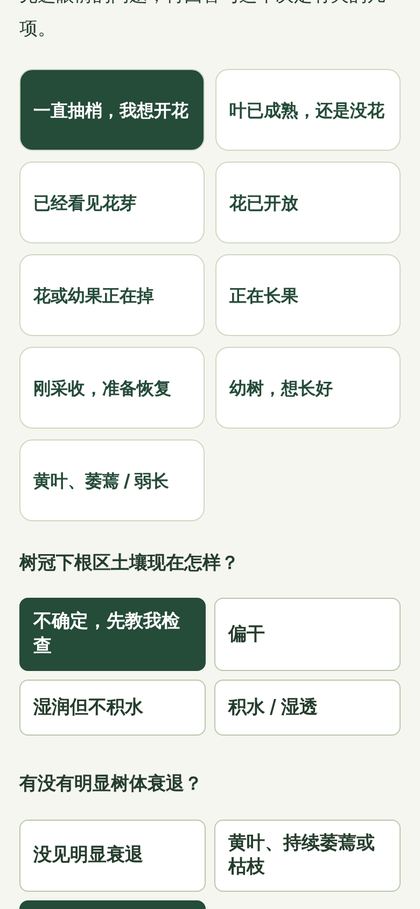 项。
一直抽梢，我想开花
叶已成熟，还是没花
已经看见花芽
花已开放
花或幼果正在掉
正在长果
刚采收，准备恢复
幼树，想长好
黄叶、萎蔫 / 弱长
树冠下根区土壤现在怎样？
不确定，先教我检
查
偏干
湿润但不积水
积水 / 湿透
有没有明显树体衰退？
没见明显衰退
黄叶、持续萎蔫或
枯枝